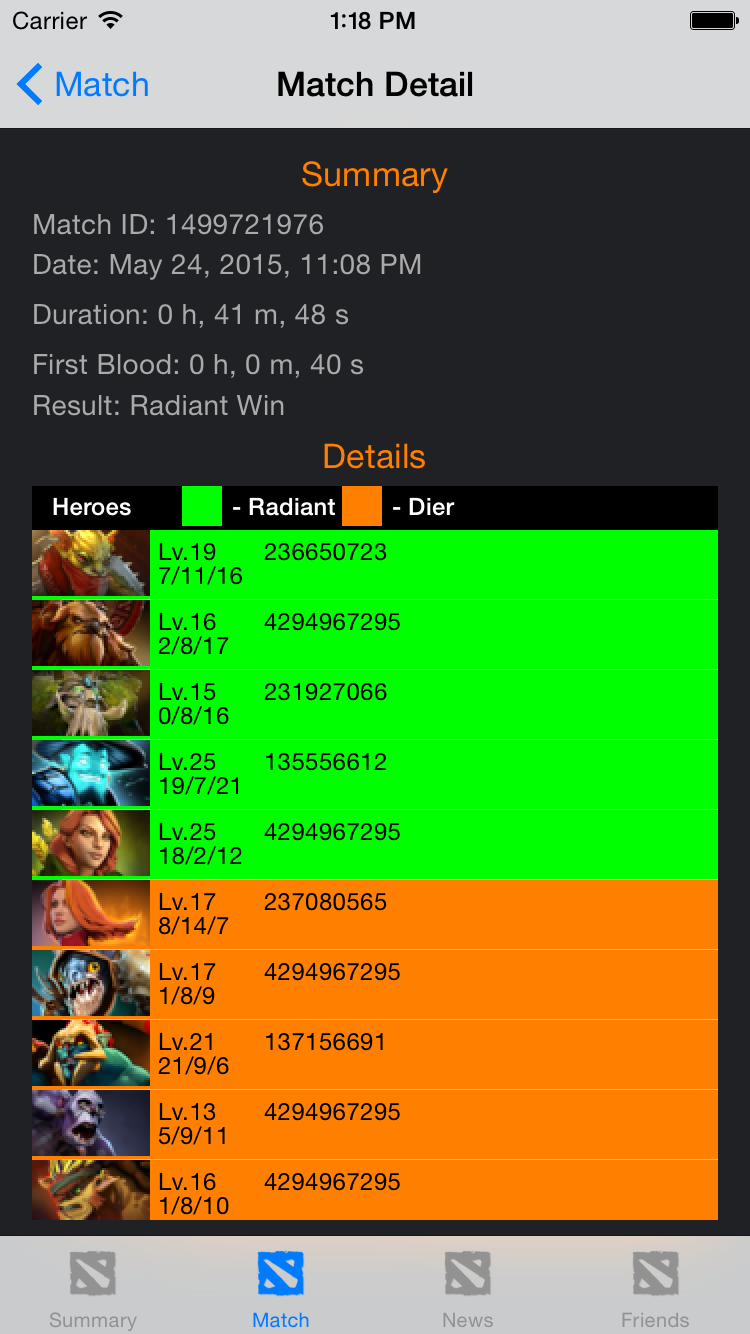 Carrier 1:18 PM
Match Match Detail
Summary
Match ID: 1499721976
Date: May 24, 2015, 11:08 PM
Duration: 0 h, 41 m, 48 s
First Blood: 0 h, 0 m, 40 s
Result: Radiant Win
Details
Heroes - Radiant - Dier
Lv.19 236650723
7/11/16
Lv.16 4294967295
2/8/17
Lv.15 231927066
0/8/16
Lv.25 135556612
19/7/21
Lv.25 4294967295
18/2/12
Lv.17 237080565
8/14/7
Lv.17 4294967295
1/8/9
Lv.21 137156691
21/9/6
Lv.13 4294967295
5/9/11
Lv.16 4294967295
1/8/10
Summary Match News Friends